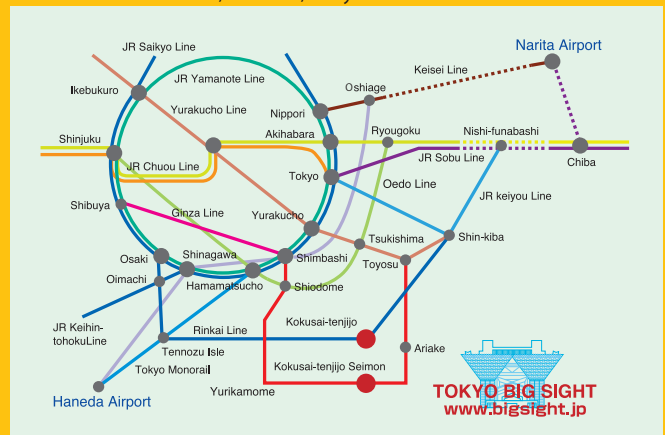 JR Saikyo Line
Narita Airport
JR Yamanote Line
Keisei Line
Ikebukuro
Oshiage
Yurakucho Line
Nippori
Shinjuku
Akihabara
Ryougoku
Nishi-funabashi
JR Chuou Line
JR Sobu Line
Chiba
Tokyo
Oedo Line
JR keiyou Line
Shibuya
Ginza Line
Yurakucho
Tsukishima
Shin-kiba
Osaki
Shinagawa
Shimbashi
Toyosu
Oimachi
Hamamatsucho
Shiodome
JR Keihin-
tohokuLine
Rinkai Line
Kokusai-tenjijo
Tennozu Isle
Ariake
Tokyo Monorail
Kokusai-tenjijo Seimon
Haneda Airport
Yurikamome
TOKYO BIG SIGHT
www.bigsight.jp